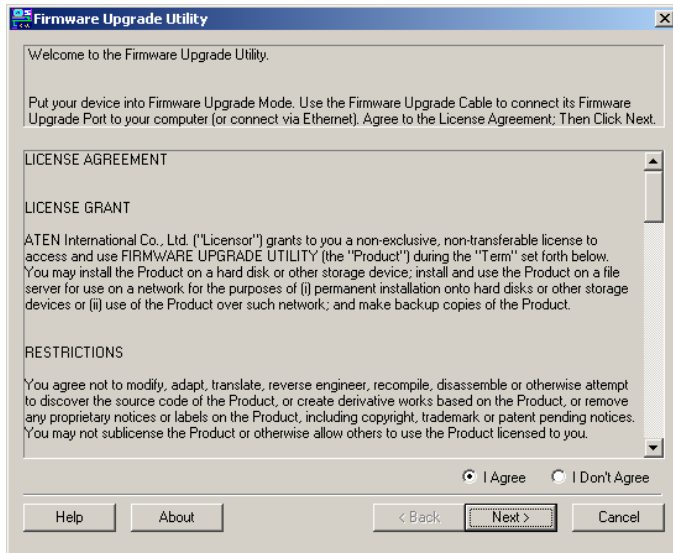 Firmware Upgrade Utility
Welcome to the Firmware Upgrade Utility.
Put your device into Firmware Upgrade Mode. Use the Firmware Upgrade Cable to connect its Firmware
Upgrade Port to your computer (or connect via Ethernet). Agree to the License Agreement; Then Click Next.
LICENSE AGREEMENT
LICENSE GRANT
ATEN International Co., Ltd. ("Licensor") grants to you a non-exclusive, non-transferable license to
access and use FIRMWARE UPGRADE UTILITY (the "Product") during the "Term" set forth below.
You may install the Product on a hard disk or other storage device; install and use the Product on a file
server for use on a network for the purposes of (i) permanent installation onto hard disks or other storage
devices or (ii) use of the Product over such network; and make backup copies of the Product.
RESTRICTIONS
You agree not to modify, adapt, translate, reverse engineer, recompile, disassemble or otherwise attempt
to discover the source code of the Product, or create derivative works based on the Product, or remove
any proprietary notices or labels on the Product, including copyright, trademark or patent pending notices.
You may not sublicense the Product or otherwise allow others to use the Product licensed to you.
I Agree I Don't Agree
Help About < Back Next > Cancel